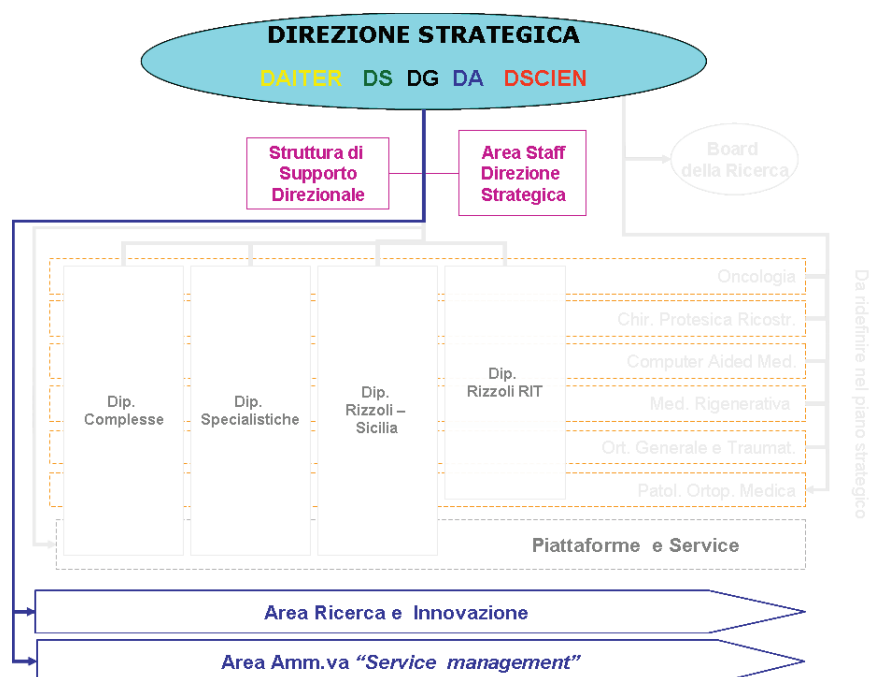 DIREZIONE STRATEGICA
DAITER DS DG DA DSCIEN
Struttura di
Supporto
Direzionale
Area Staff
Direzione
Strategica
Board
della Ricerca
Oncologia
Chir. Protesica Ricostr.
Computer Aided Med.
Med. Rigenerativa
Ort. Generale e Traumat.
Patol. Ortop. Medica
Da ridefinire nel piano strategico
Dip.
Complesse
Dip.
Specialistiche
Dip.
Rizzoli –
Sicilia
Dip.
Rizzoli RIT
Piattaforme e Service
Area Ricerca e Innovazione
Area Amm.va “Service management”